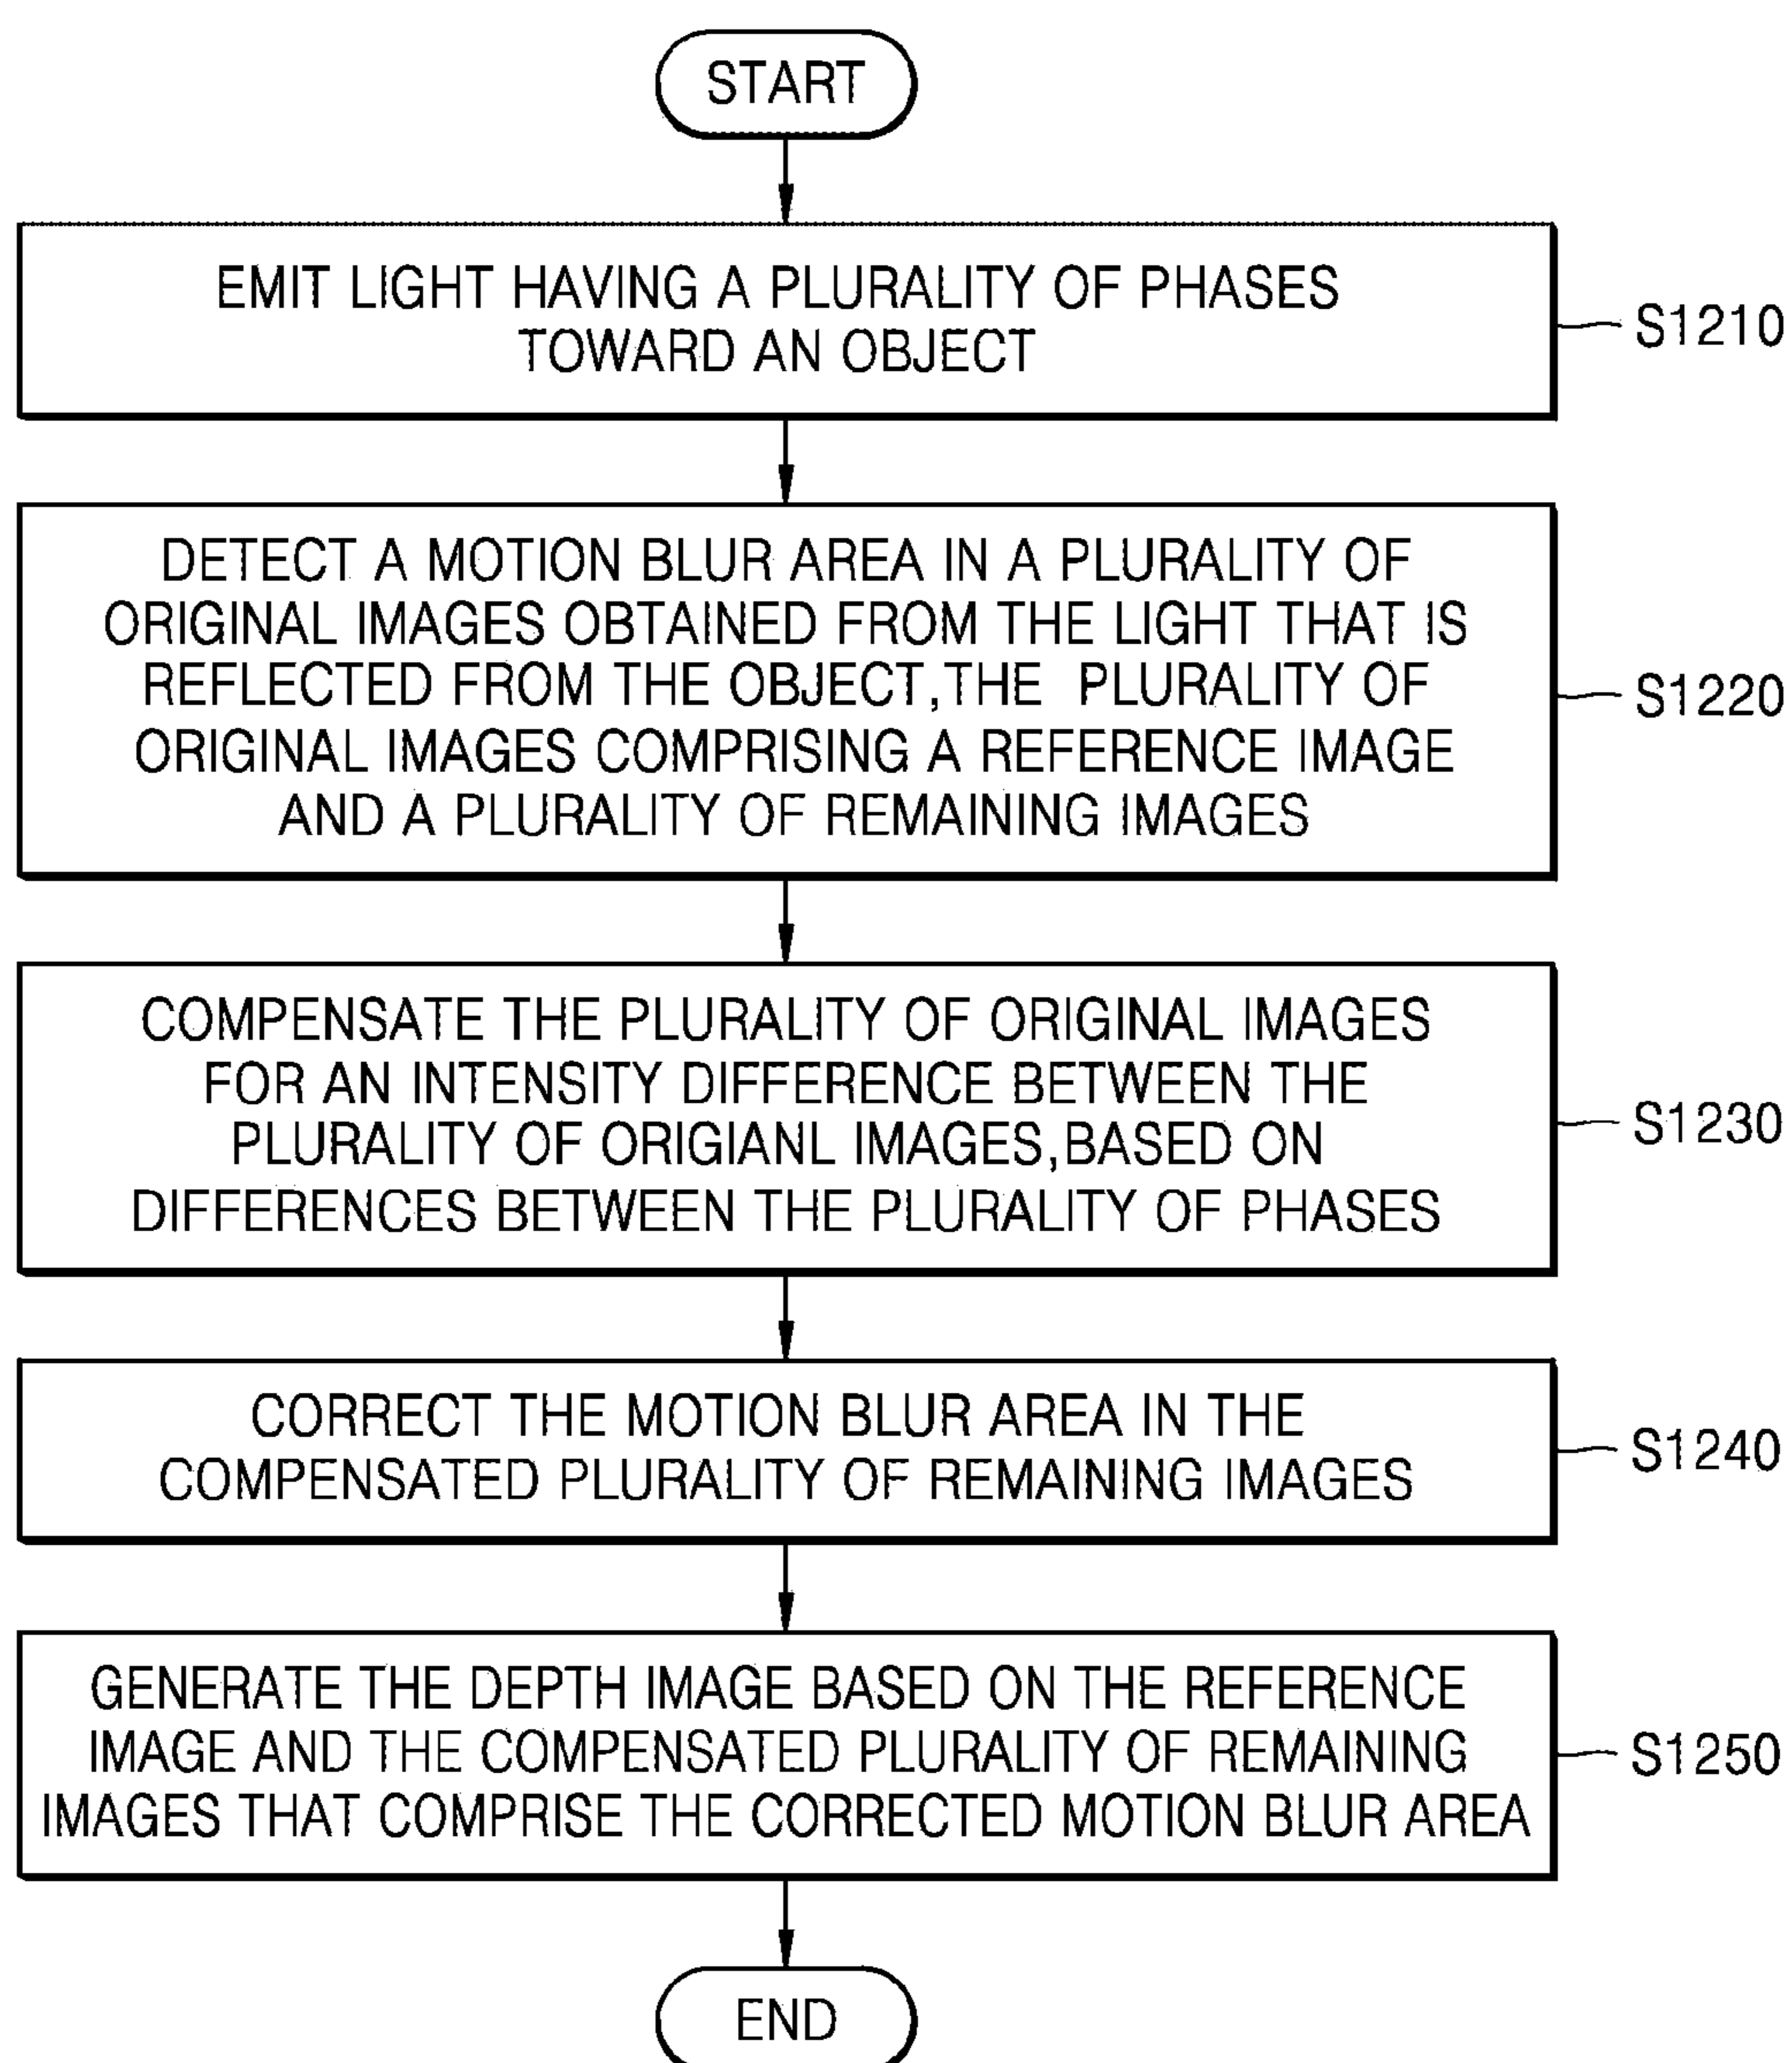 START
EMIT LIGHT HAVING A PLURALITY OF PHASES
TOWARD AN OBJECT
S1210
DETECT A MOTION BLUR AREA IN A PLURALITY OF
ORIGINAL IMAGES OBTAINED FROM THE LIGHT THAT IS
REFLECTED FROM THE OBJECT,THE PLURALITY OF
ORIGINAL IMAGES COMPRISING A REFERENCE IMAGE
AND A PLURALITY OF REMAINING IMAGES
S1220
COMPENSATE THE PLURALITY OF ORIGINAL IMAGES
FOR AN INTENSITY DIFFERENCE BETWEEN THE
PLURALITY OF ORIGIANL IMAGES,BASED ON
DIFFERENCES BETWEEN THE PLURALITY OF PHASES
S1230
CORRECT THE MOTION BLUR AREA IN THE
COMPENSATED PLURALITY OF REMAINING IMAGES
S1240
GENERATE THE DEPTH IMAGE BASED ON THE REFERENCE
IMAGE AND THE COMPENSATED PLURALITY OF REMAINING
IMAGES THAT COMPRISE THE CORRECTED MOTION BLUR AREA
S1250
END